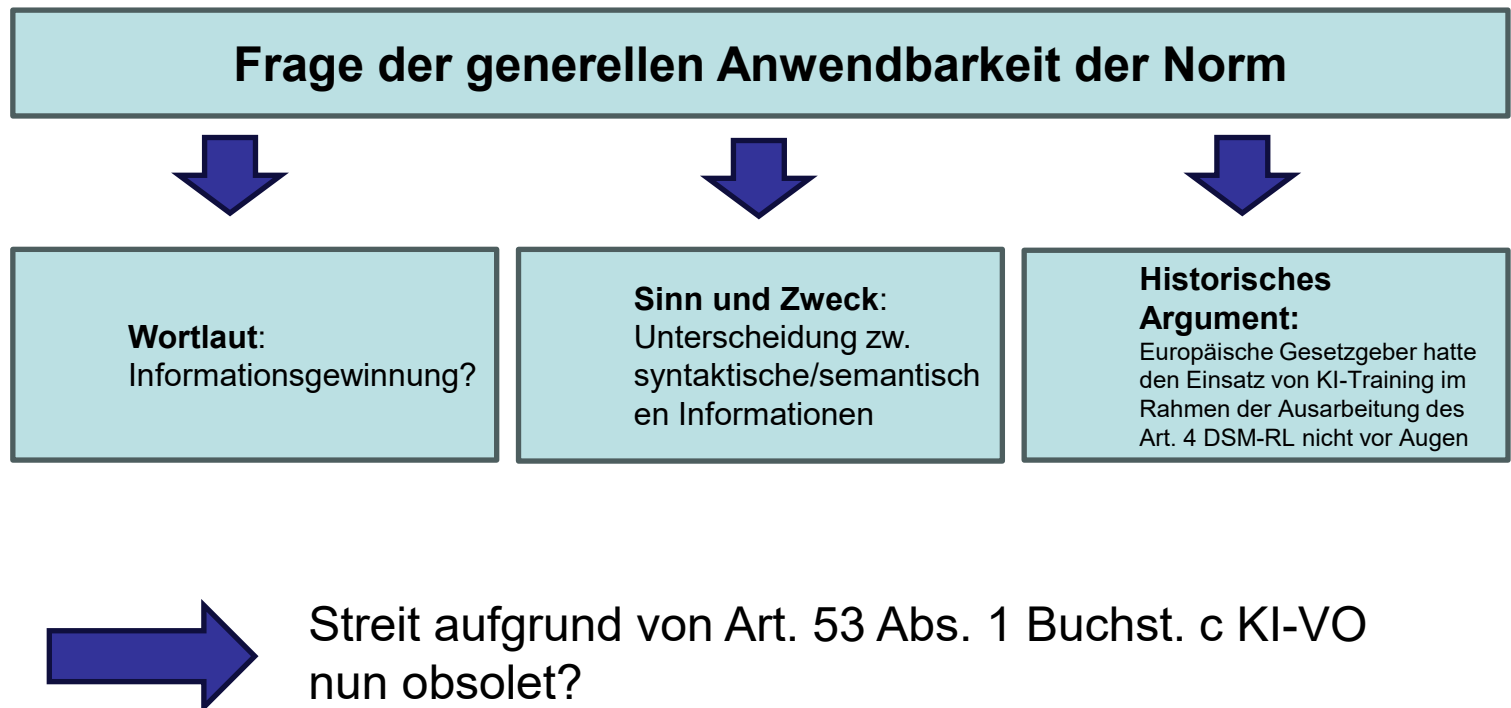 Frage der generellen Anwendbarkeit der Norm
Wortlaut:
Informationsgewinnung?
Sinn und Zweck:
Unterscheidung zw.
syntaktische/semantisch
en Informationen
Historisches
Argument:
Europäische Gesetzgeber hatte
den Einsatz von KI-Training im
Rahmen der Ausarbeitung des
Art. 4 DSM-RL nicht vor Augen
Streit aufgrund von Art. 53 Abs. 1 Buchst. c KI-VO
nun obsolet?